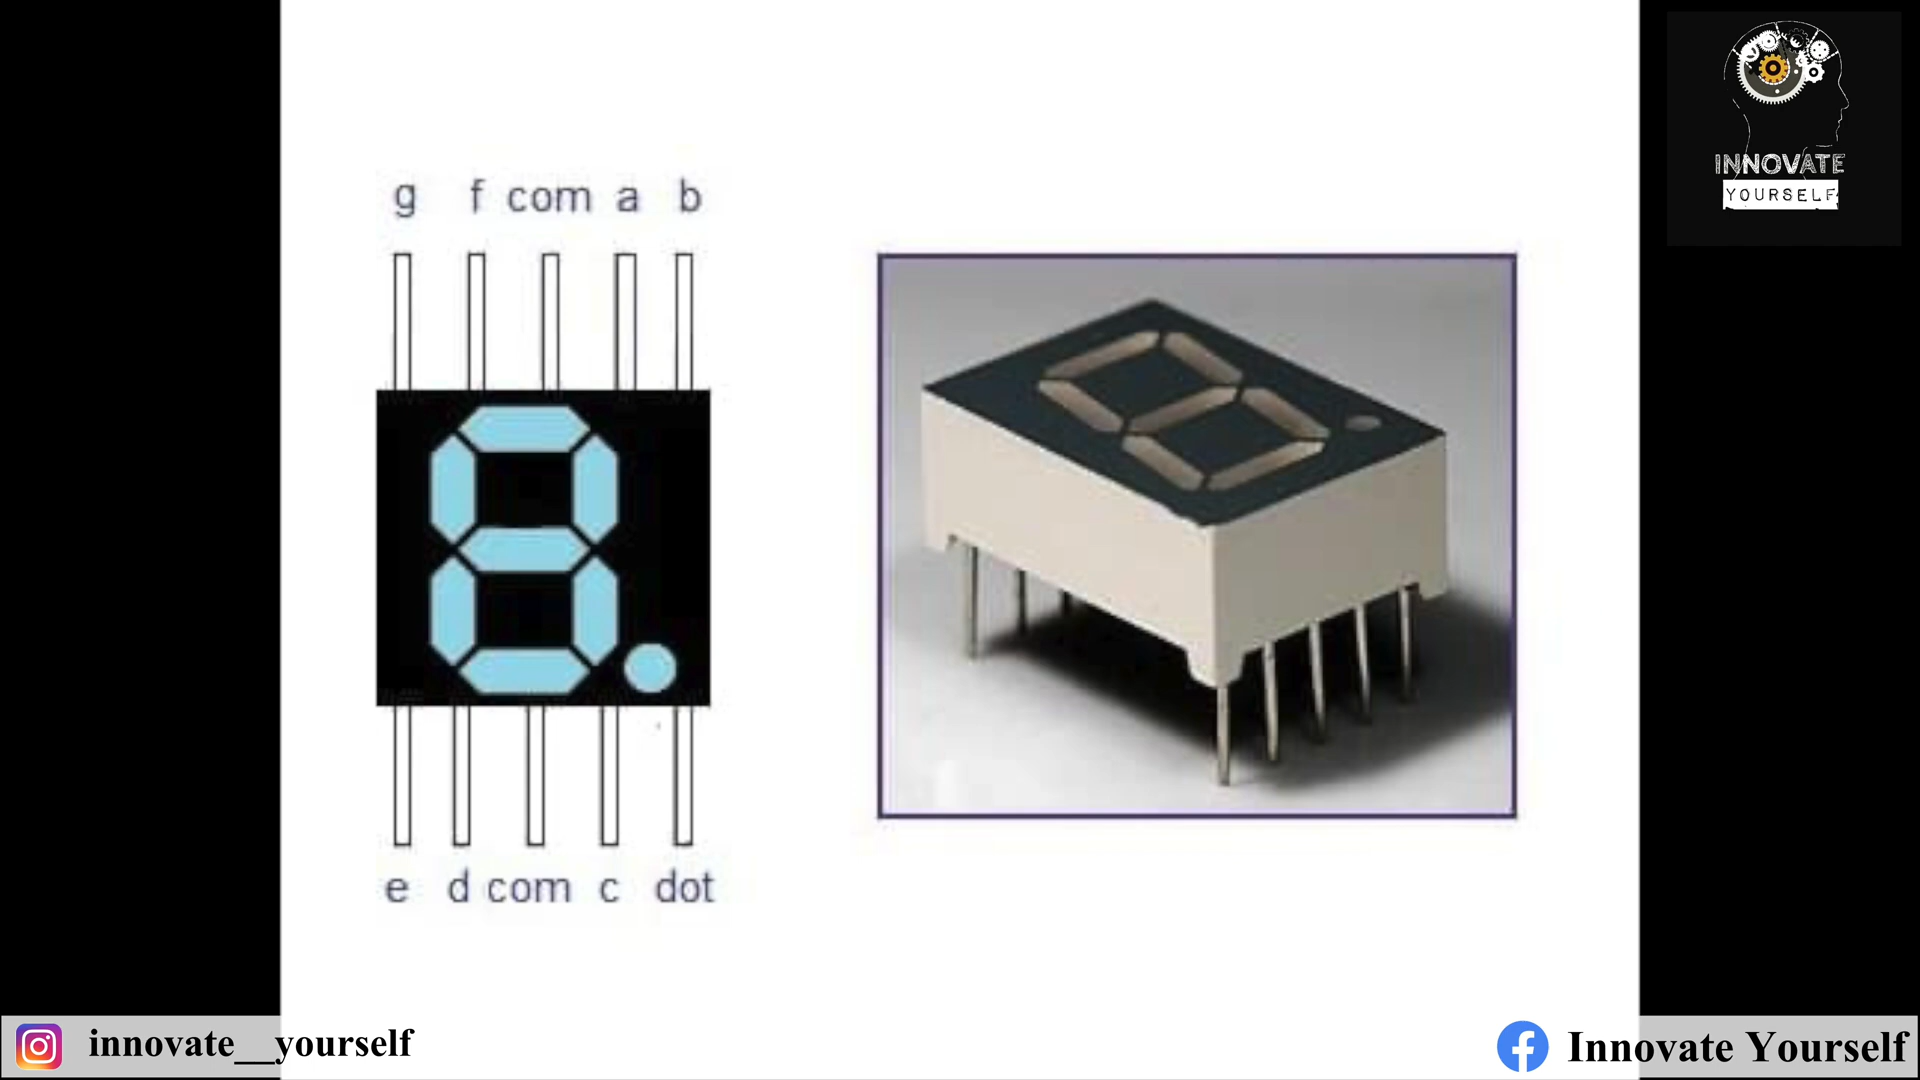 INNOVATE
YOURSELF
g f com a b
e d com c dot
innovate__yourself
Innovate Yourself